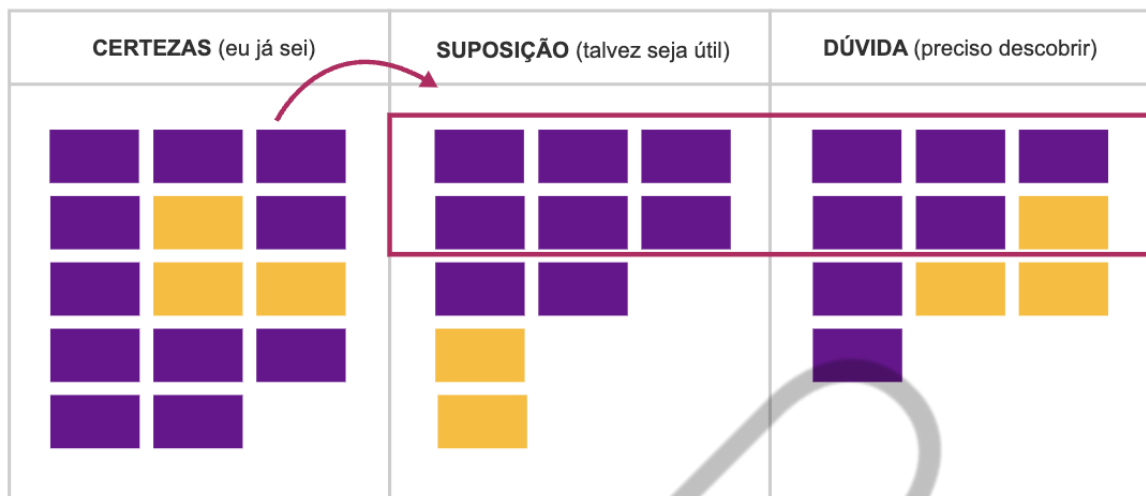 CERTEZAS (eu já sei)
SUPOSIÇÃO (talvez seja útil)
DÚVIDA (preciso descobrir)